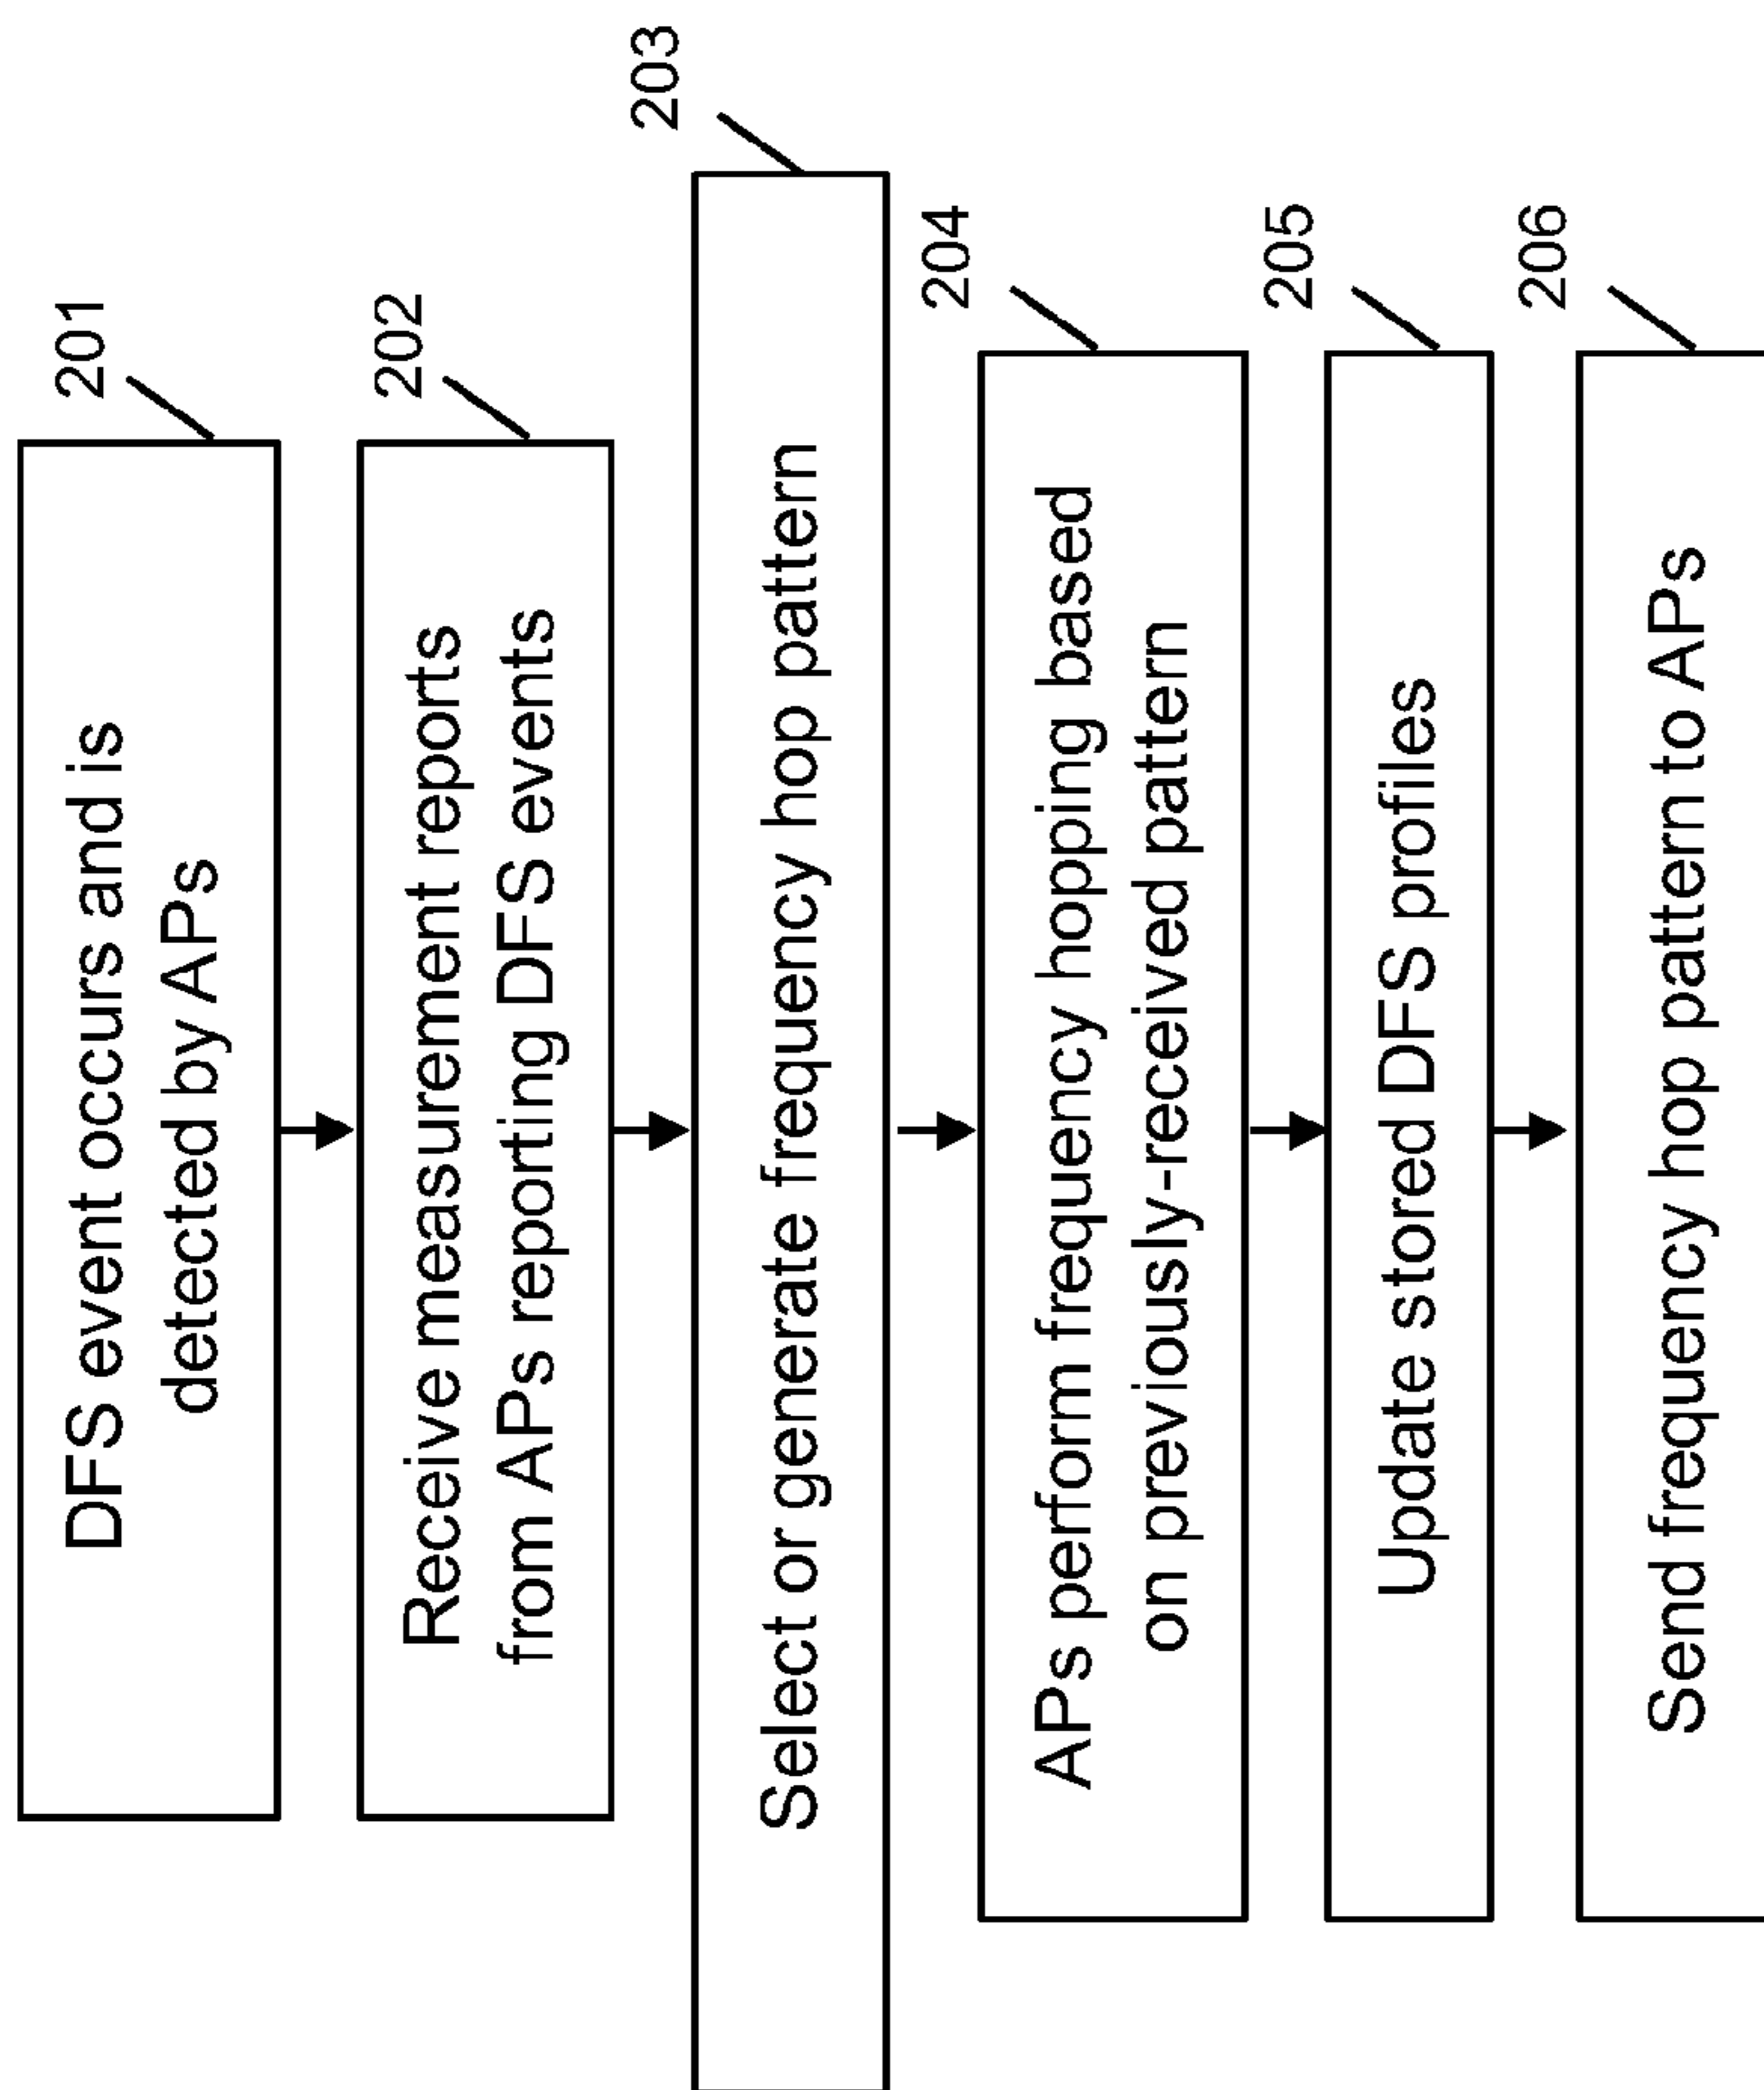 201
DFS event occurs and is
detected by APs
202
Receive measurement reports
from APs reporting DFS events
203
Select or generate frequency hop pattern
204
APs perform frequency hopping based
on previously-received pattern
205
Update stored DFS profiles
206
Send frequency hop pattern to APs